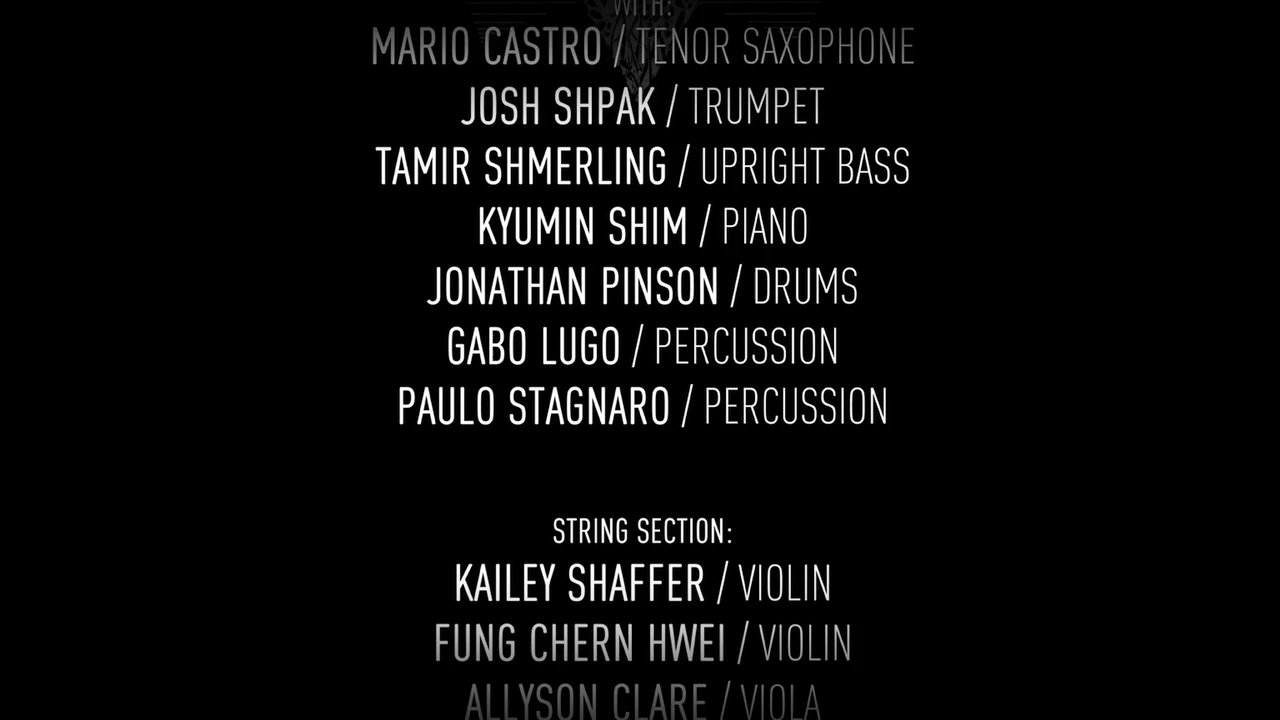 WITH:
MARIO CASTRO / TENOR SAXOPHONE
JOSH SHPAK / TRUMPET
TAMIR SHMERLING / UPRIGHT BASS
KYUMIN SHIM / PIANO
JONATHAN PINSON / DRUMS
GABO LUGO / PERCUSSION
PAULO STAGNARO / PERCUSSION
STRING SECTION:
KAILEY SHAFFER / VIOLIN
FUNG CHERN HWEI / VIOLIN
ALLYSON CLARE / VIOLA